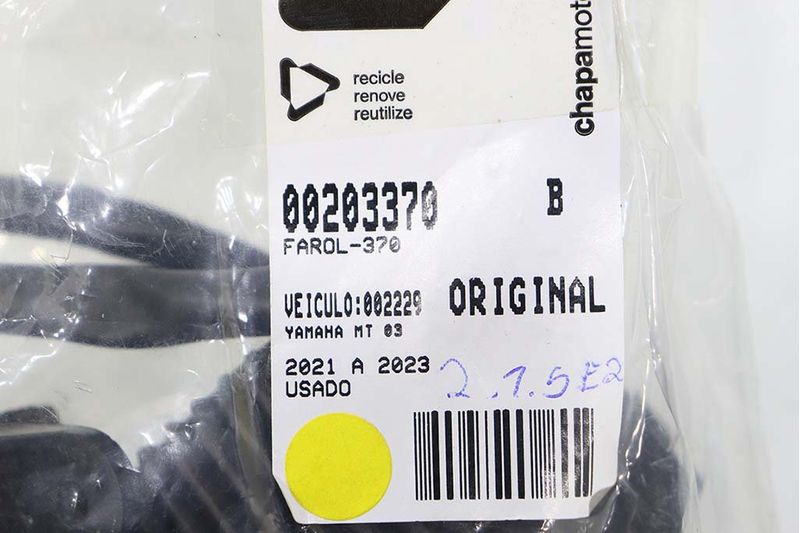 recicle
renove
reutilize
chapamot
00203370 B
FAROL-370
VEICULO:002229 ORIGINAL
YAMAHA MT 03
2021 A 2023
USADO
2.1.5E2